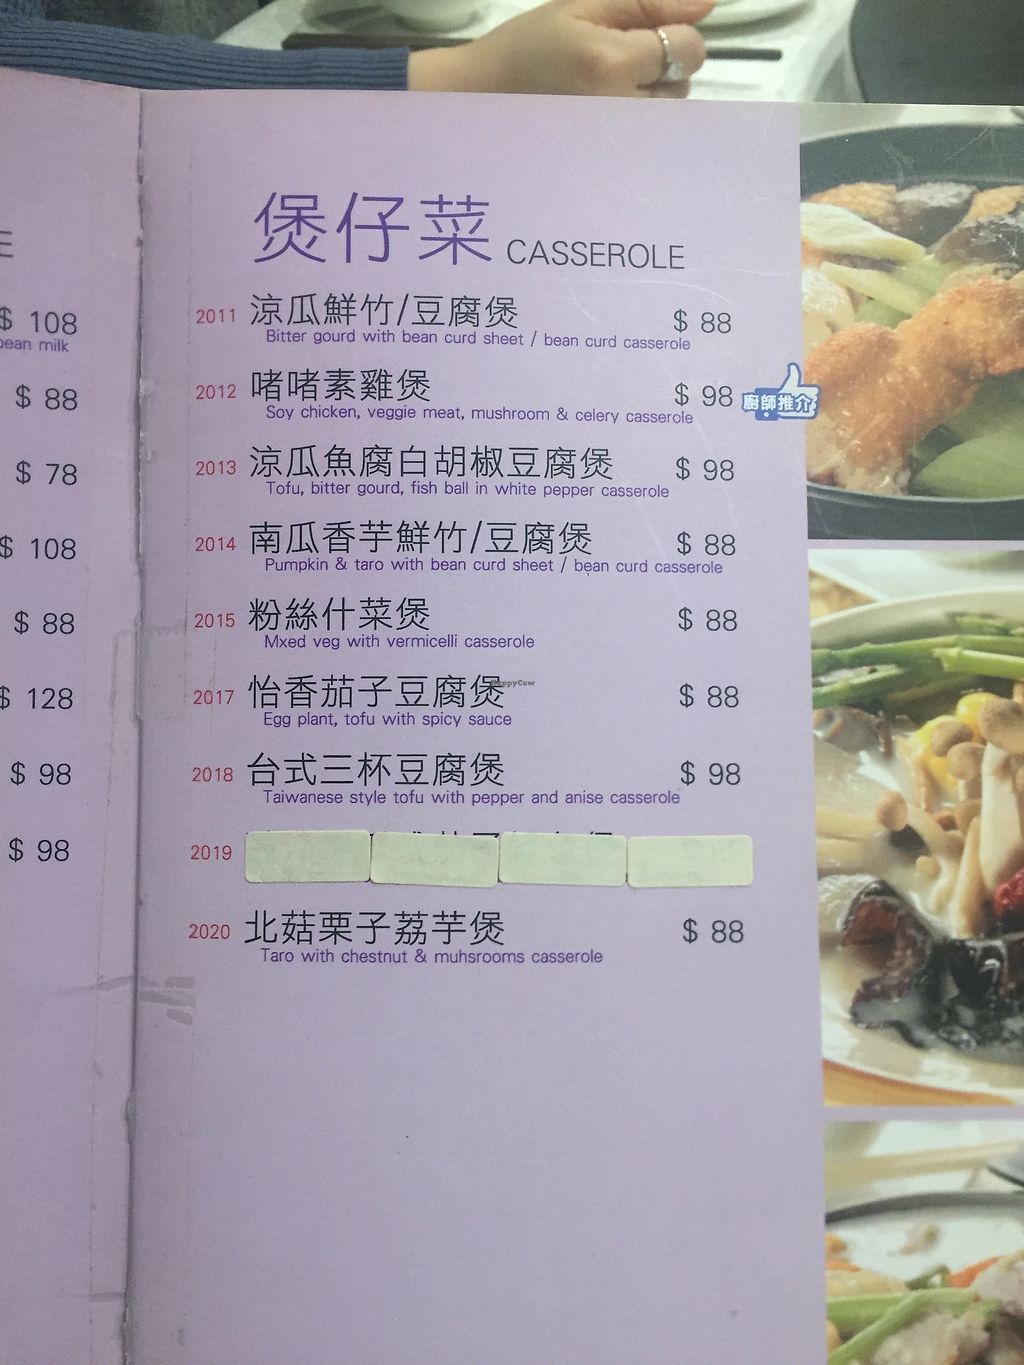 $ 108
bean milk
$ 88
$ 78
$ 108
$ 88
$ 128
$ 98
$ 98
煲仔菜 CASSEROLE
2011 涼瓜鮮竹/豆腐煲 $ 88
Bitter gourd with bean curd sheet / bean curd casserole
2012 啫啫素雞煲 $ 98 廚師推介
Soy chicken, veggie meat, mushroom & celery casserole
2013 涼瓜魚腐白胡椒豆腐煲 $ 98
Tofu, bitter gourd, fish ball in white pepper casserole
2014 南瓜香芋鮮竹/豆腐煲 $ 88
Pumpkin & taro with bean curd sheet / bean curd casserole
2015 粉絲什菜煲 $ 88
Mxed veg with vermicelli casserole
2017 怡香茄子豆腐煲 $ 88
HappyCow
Egg plant, tofu with spicy sauce
2018 台式三杯豆腐煲 $ 98
Taiwanese style tofu with pepper and anise casserole
2019
2020 北菇栗子荔芋煲 $ 88
Taro with chestnut & muhsrooms casserole